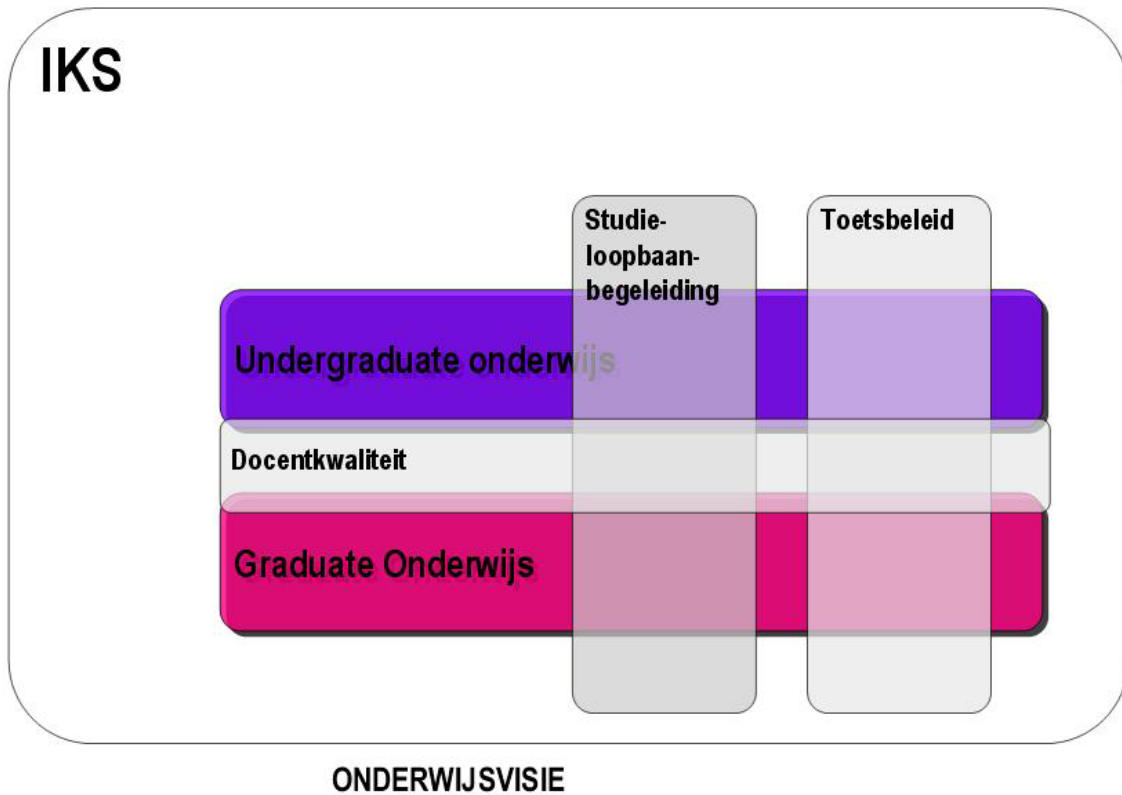 IKS
Studie-
loopbaan-
begeleiding
Toetsbeleid
Undergraduate onderwijs
Docentkwaliteit
Graduate Onderwijs
ONDERWIJSVISIE